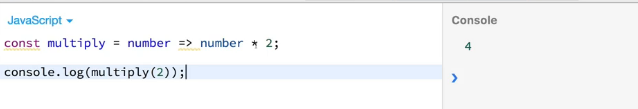 JavaScript
Console
const multiply = number => number * 2;
4
console.log(multiply(2));